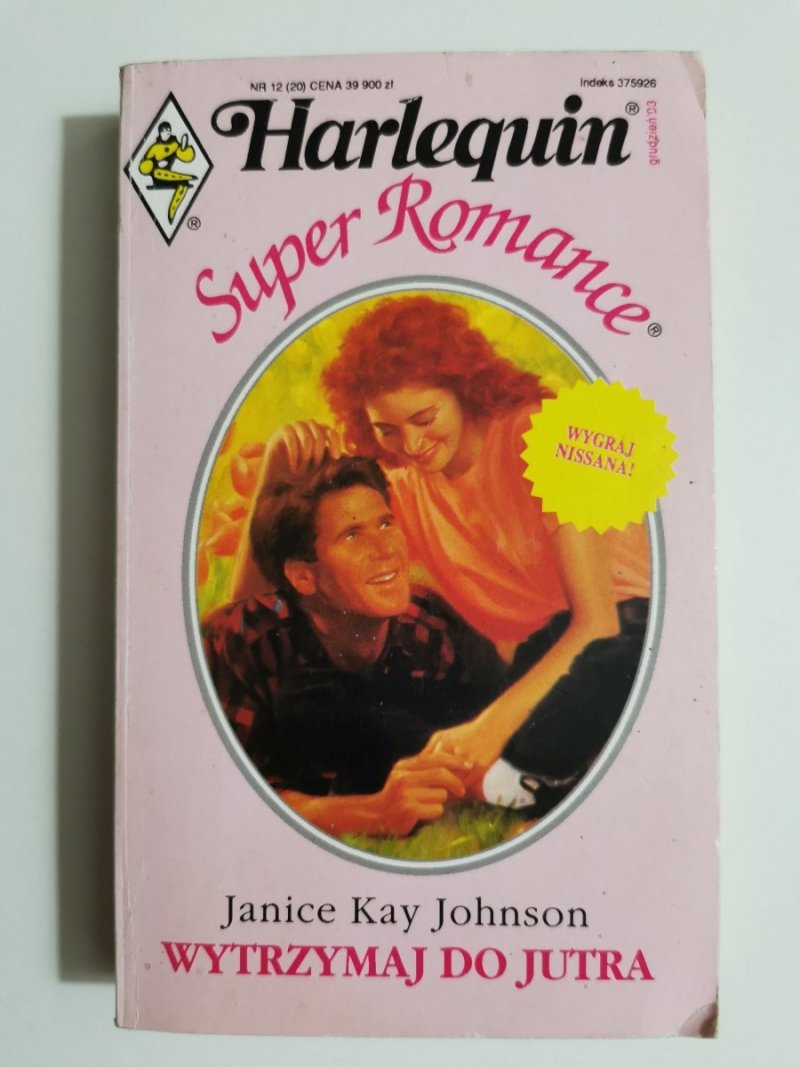 NR 12 (20) CENA 39 900 zł
Indeks 375926
Harlequin®
grudzień '93
®
Super Romance®
WYGRAJ
NISSANA!
Janice Kay Johnson
WYTRZYMAJ DO JUTRA